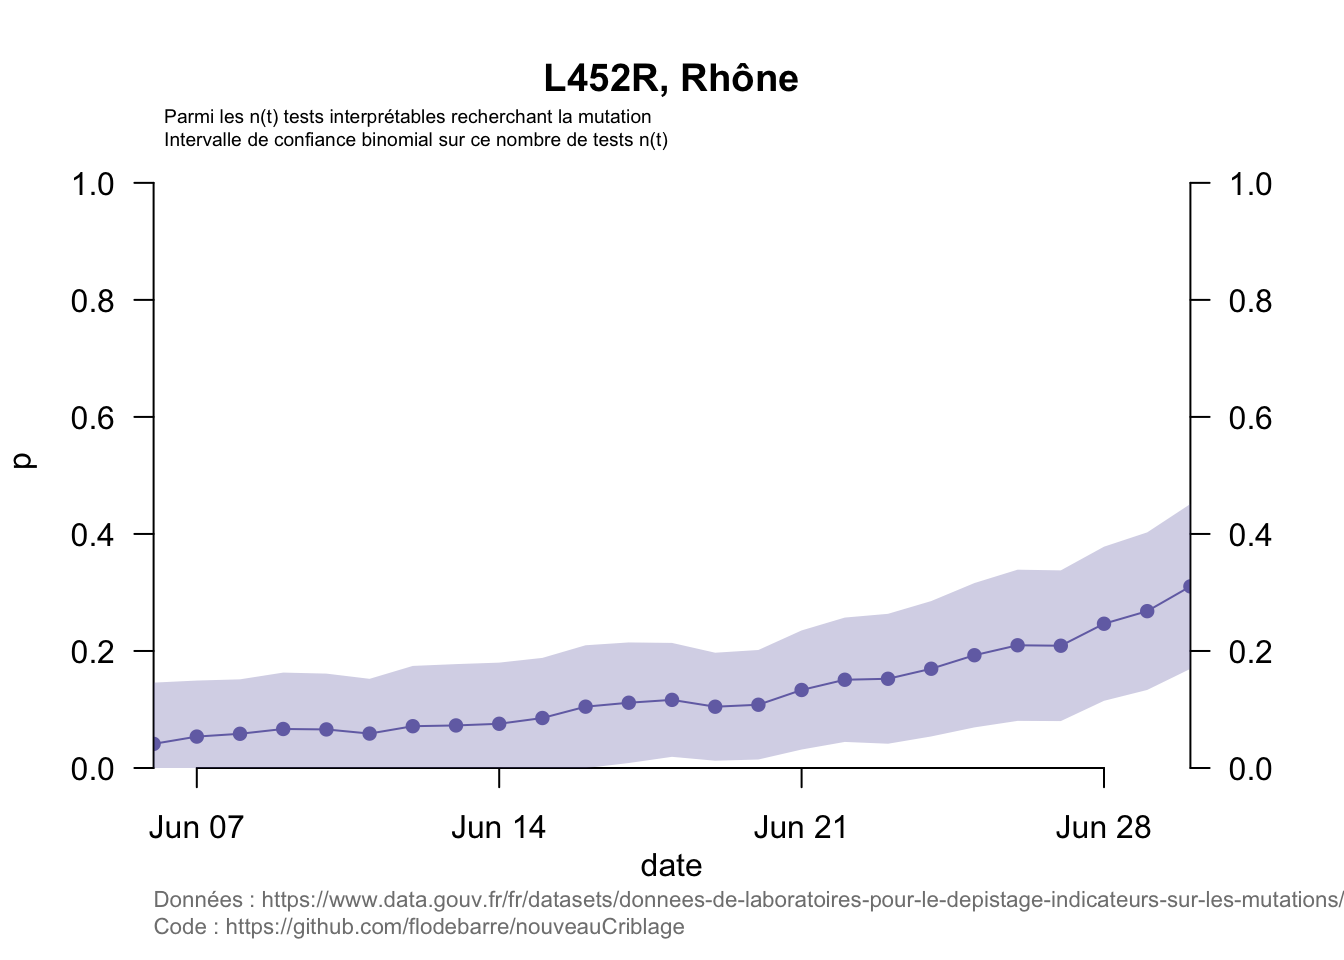 L452R, Rhône
Parmi les n(t) tests interprétables recherchant la mutation
Intervalle de confiance binomial sur ce nombre de tests n(t)
1.0 1.0
0.8 0.8
0.6 0.6
p
0.4 0.4
0.2 0.2
0.0 0.0
Jun 07 Jun 14 Jun 21 Jun 28
date
Données : https://www.data.gouv.fr/fr/datasets/donnees-de-laboratoires-pour-le-depistage-indicateurs-sur-les-mutations/
Code : https://github.com/flodebarre/nouveauCriblage